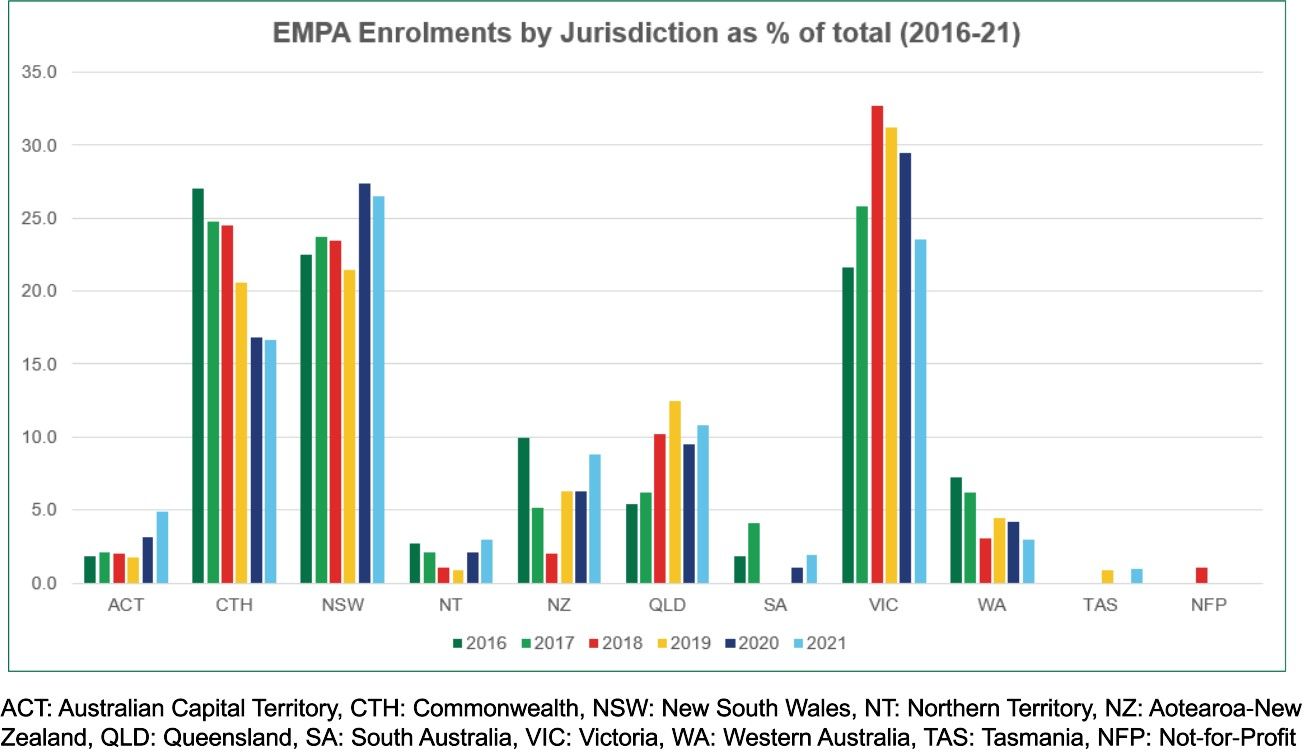 EMPA Enrolments by Jurisdiction as % of total (2016-21)
35.0
30.0
25.0
20.0
15.0
10.0
5.0
0.0
ACT CTH NSW NT NZ QLD SA VIC WA TAS NFP
2016 2017 2018 2019 2020 2021
ACT: Australian Capital Territory, CTH: Commonwealth, NSW: New South Wales, NT: Northern Territory, NZ: Aotearoa-New
Zealand, QLD: Queensland, SA: South Australia, VIC: Victoria, WA: Western Australia, TAS: Tasmania, NFP: Not-for-Profit